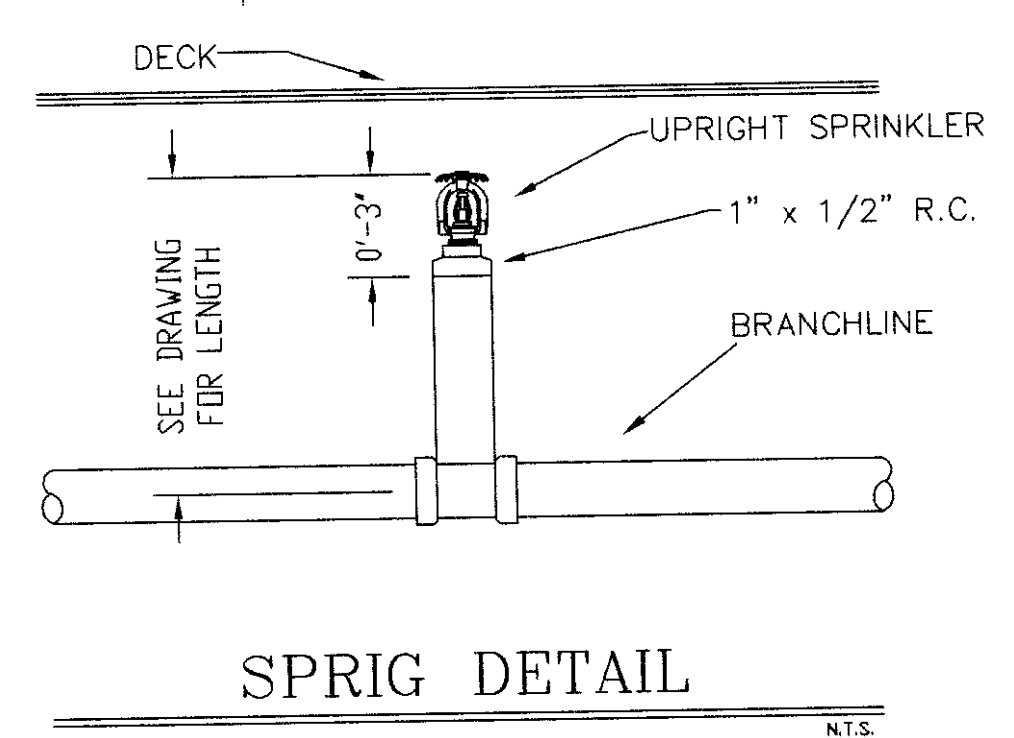 DECK
UPRIGHT SPRINKLER
1" x 1/2" R.C.
0'-3"
SEE DRAWING
FOR LENGTH
BRANCHLINE
SPRIG DETAIL
N.T.S.